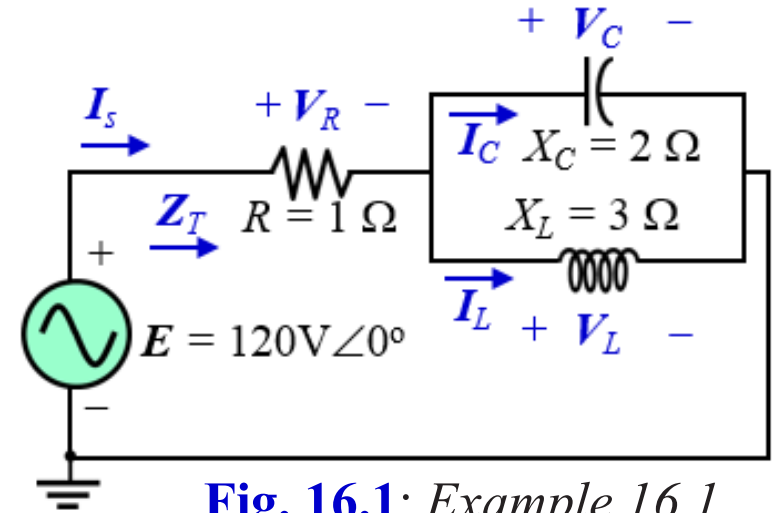 + V_C −
I_s
+ V_R −
I_C X_C = 2 Ω
Z_T R = 1 Ω X_L = 3 Ω
+
I_L + V_L −
E = 120V∠0º
−
Fig. 16.1: Example 16.1